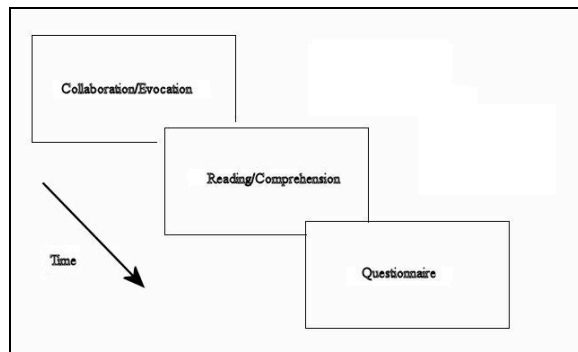 Collaboration/Evocation
Reading/Comprehension
Time
Questionnaire